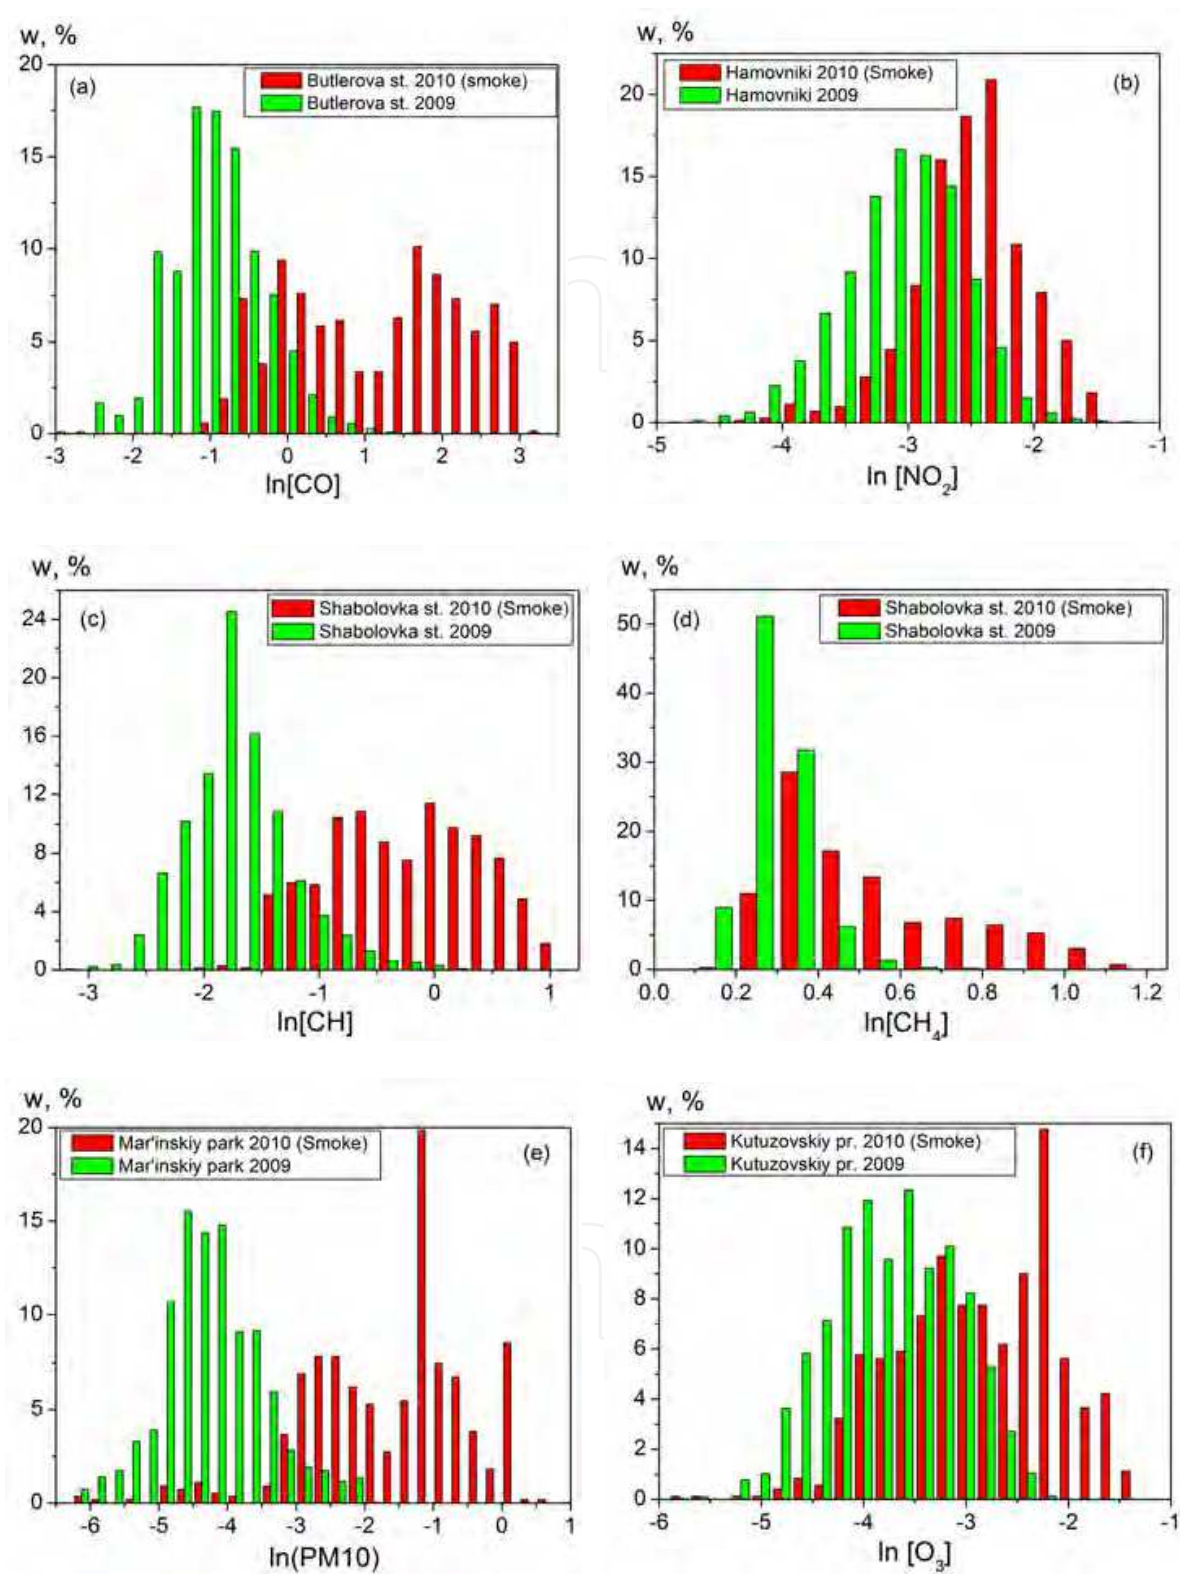 w, %
20
15
10
5
0
(a)
Butlerova st. 2010 (smoke)
Butlerova st. 2009
-3 -2 -1 0 1 2 3
ln[CO]
w, %
20
15
10
5
0
Hamovniki 2010 (Smoke)
Hamovniki 2009
(b)
-5 -4 -3 -2 -1
ln [NO₂]
w, %
24
20
16
12
8
4
0
(c)
Shabolovka st. 2010 (Smoke)
Shabolovka st. 2009
-3 -2 -1 0 1
ln[CH]
w, %
50
40
30
20
10
0
(d)
Shabolovka st. 2010 (Smoke)
Shabolovka st. 2009
0.0 0.2 0.4 0.6 0.8 1.0 1.2
ln[CH₄]
w, %
20
15
10
5
0
Mar'inskiy park 2010 (Smoke)
Mar'inskiy park 2009
(e)
-6 -5 -4 -3 -2 -1 0 1
ln(PM10)
w, %
14
12
10
8
6
4
2
0
Kutuzovskiy pr. 2010 (Smoke)
Kutuzovskiy pr. 2009
(f)
-6 -5 -4 -3 -2 -1
ln [O₃]